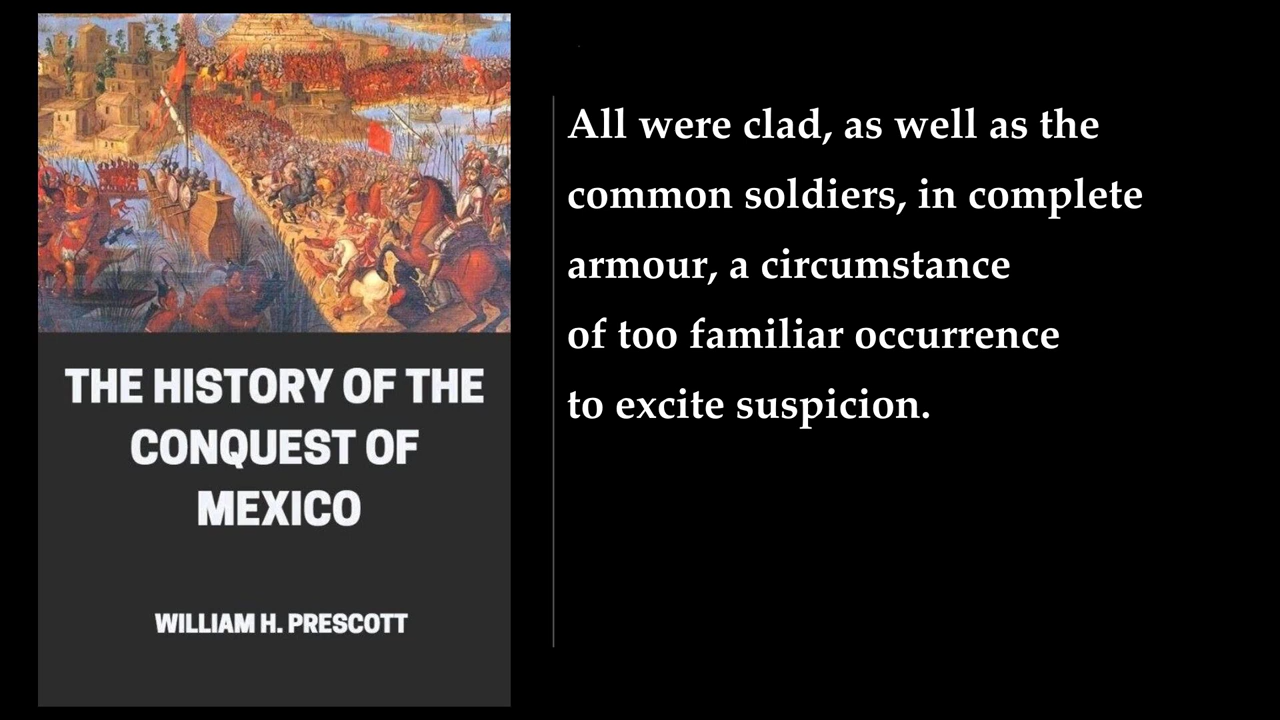 THE HISTORY OF THE
CONQUEST OF
MEXICO
WILLIAM H. PRESCOTT
All were clad, as well as the
common soldiers, in complete
armour, a circumstance
of too familiar occurrence
to excite suspicion.